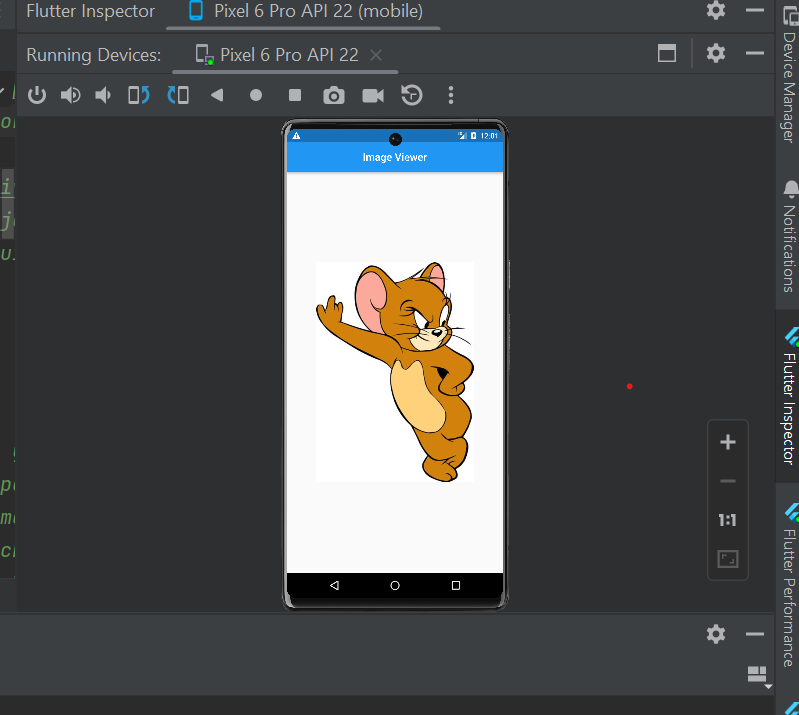 Flutter Inspector
Pixel 6 Pro API 22 (mobile)
Running Devices:
Pixel 6 Pro API 22
12:01
Image Viewer
1:1
Device Manager
Notifications
Flutter Inspector
Flutter Performance